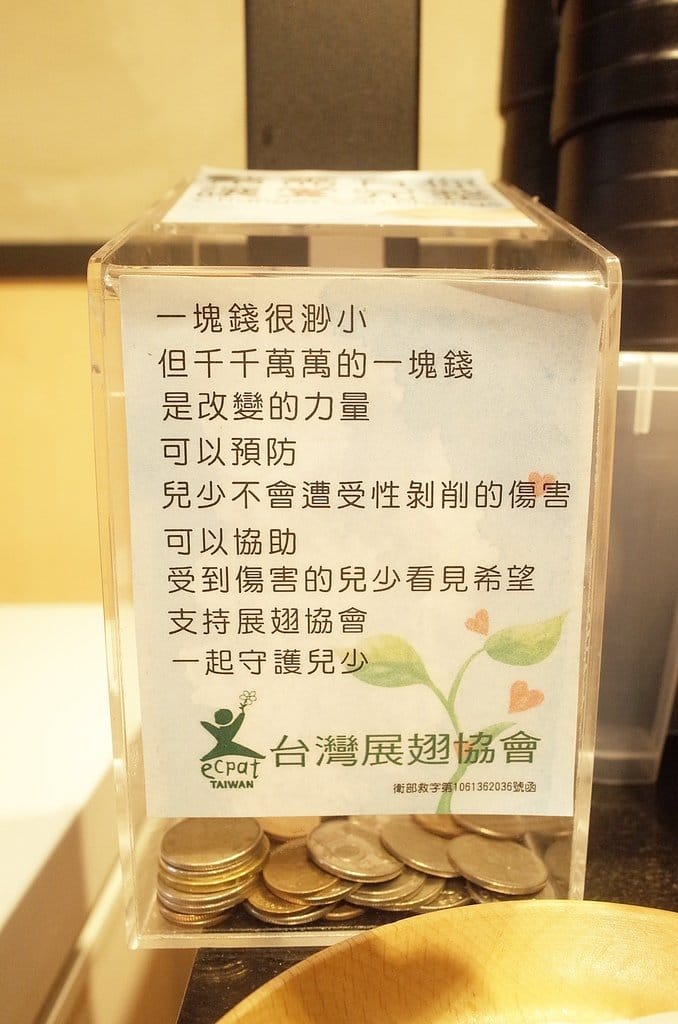 一塊錢很渺小
但千千萬萬的一塊錢
是改變的力量
可以預防
兒少不會遭受性剝削的傷害
可以協助
受到傷害的兒少看見希望
支持展翅協會
一起守護兒少
ecpat
TAIWAN
台灣展翅協會
衛部救字第1061362036號函